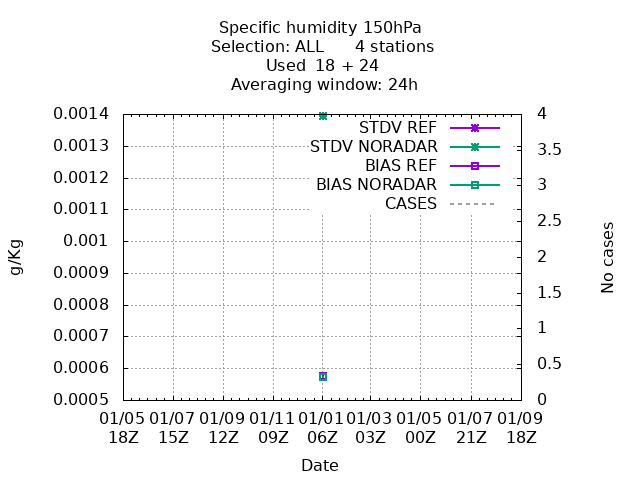 Specific humidity 150hPa
Selection: ALL 4 stations
Used 18 + 24
Averaging window: 24h
0.0014
0.0013
0.0012
0.0011
0.001
0.0009
0.0008
0.0007
0.0006
0.0005
g/Kg
STDV REF
STDV NORADAR
BIAS REF
BIAS NORADAR
CASES
4
3.5
3
2.5
2
1.5
1
0.5
0
No cases
01/05 01/07 01/09 01/11 01/01 01/03 01/05 01/07 01/09
18Z 15Z 12Z 09Z 06Z 03Z 00Z 21Z 18Z
Date